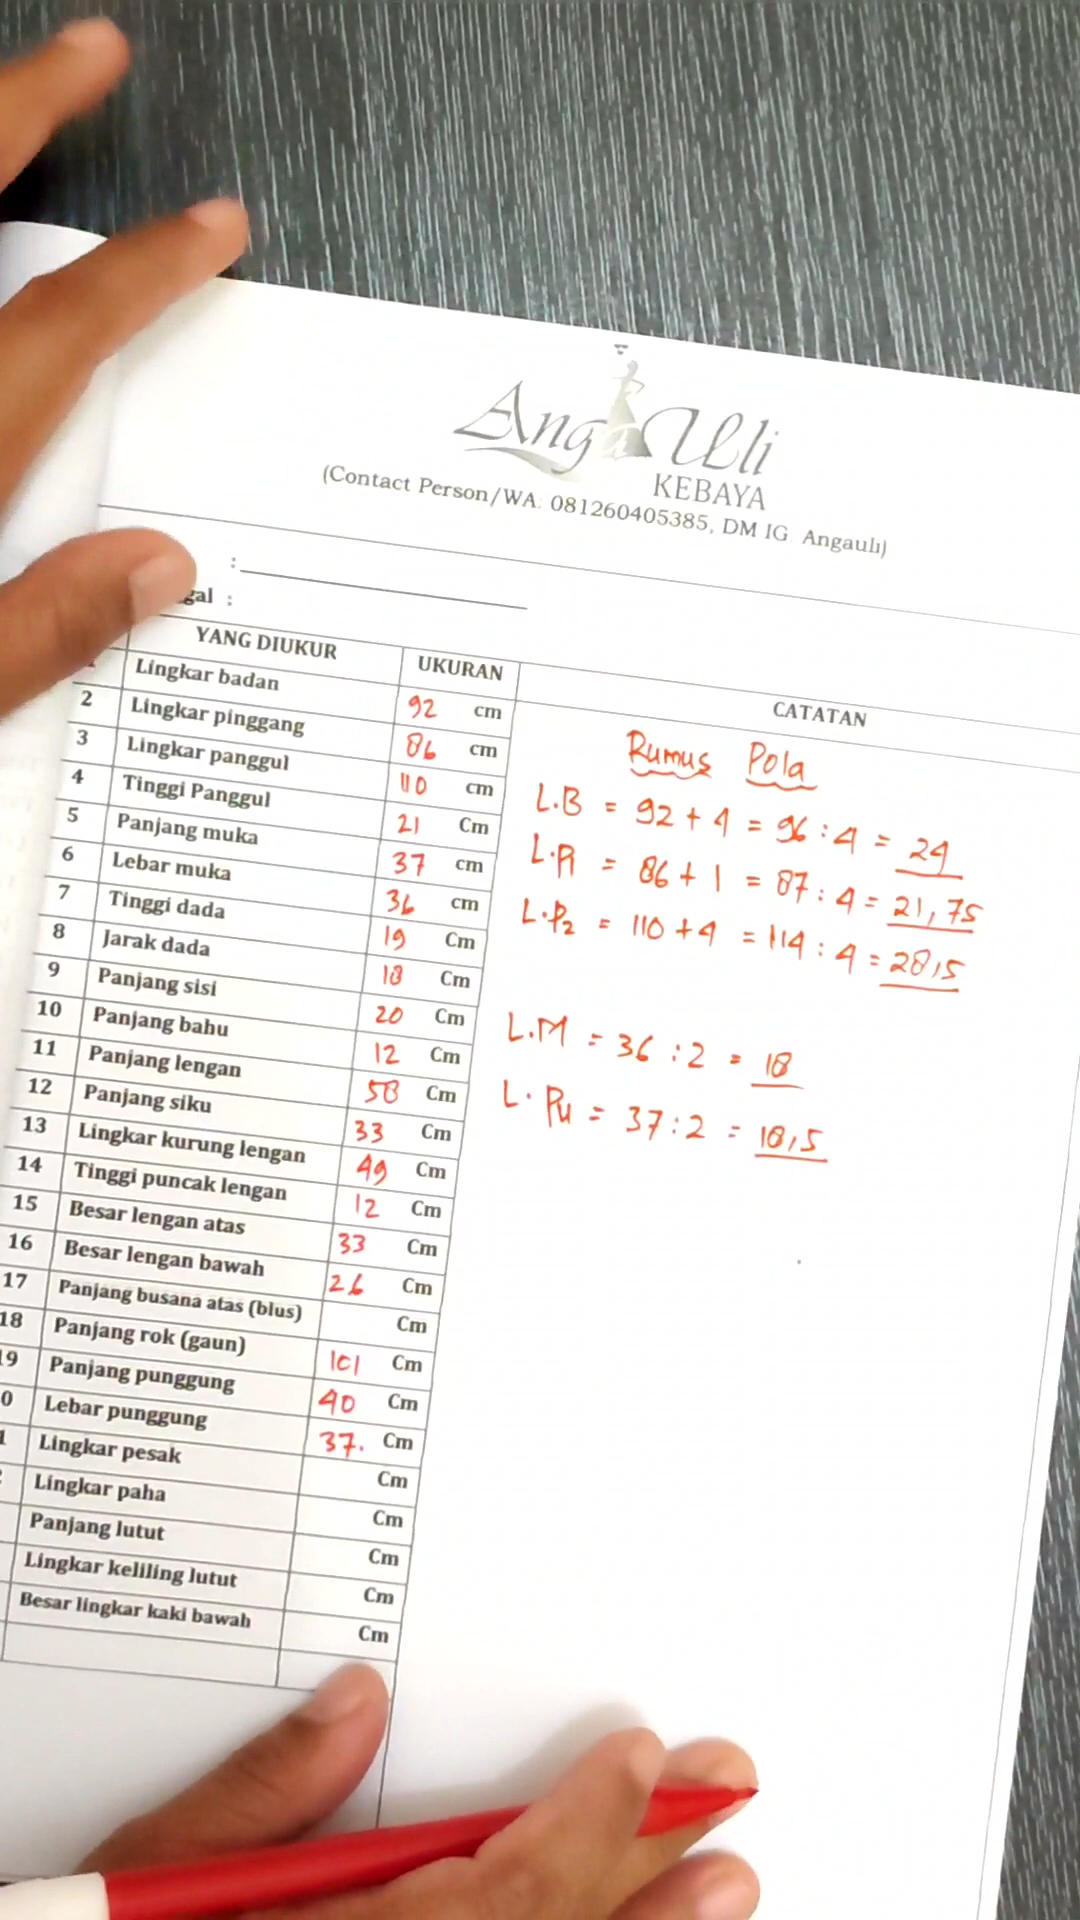 Anga Uli
KEBAYA
(Contact Person/WA: 081260405385, DM IG. Angauli)
:
gal :
YANG DIUKUR UKURAN CATATAN
Lingkar badan 92 cm
2 Lingkar pinggang 86 cm
3 Lingkar panggul 110 cm
4 Tinggi Panggul 21 Cm
5 Panjang muka 37 cm
6 Lebar muka 36 cm
7 Tinggi dada 19 Cm
8 Jarak dada 18 Cm
9 Panjang sisi 20 Cm
10 Panjang bahu 12 Cm
11 Panjang lengan 58 Cm
12 Panjang siku 33 Cm
13 Lingkar kurung lengan 49 Cm
14 Tinggi puncak lengan 12 Cm
15 Besar lengan atas 33 Cm
16 Besar lengan bawah 26 Cm
17 Panjang busana atas (blus) Cm
18 Panjang rok (gaun) 101 Cm
19 Panjang punggung 40 Cm
0 Lebar punggung 37. Cm
1 Lingkar pesak Cm
Lingkar paha Cm
Panjang lutut Cm
Lingkar keliling lutut Cm
Besar lingkar kaki bawah Cm
Rumus Pola
L.B = 92 + 4 = 96 : 4 = 24
L.P1 = 86 + 1 = 87 : 4 = 21,75
L.P2 = 110 + 4 = 114 : 4 = 28,5
L.M = 36 : 2 = 18
L.Pu = 37 : 2 = 18,5